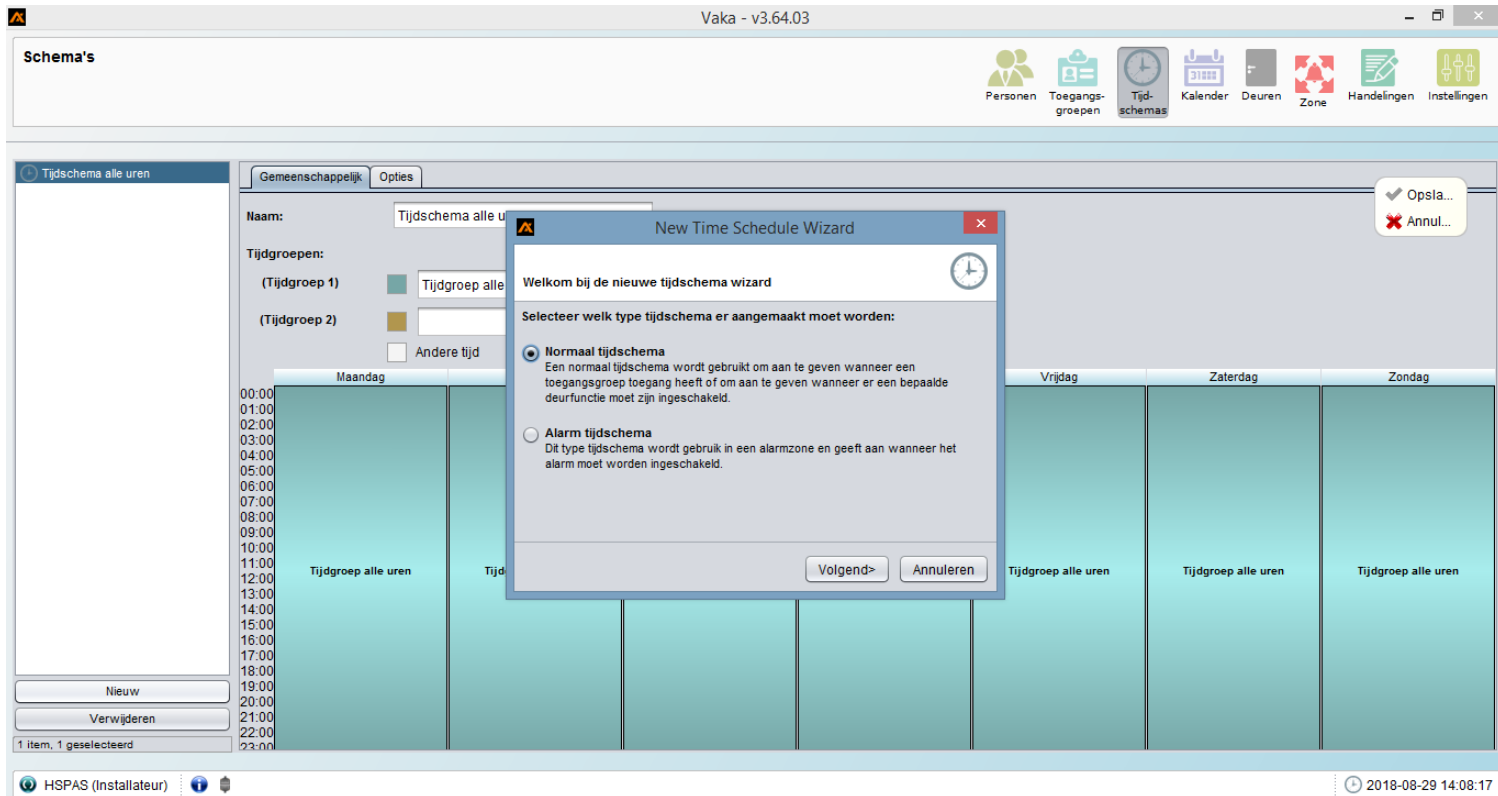 Vaka - v3.64.03
Schema's
Personen
Toegangs-
groepen
Tijd-
schemas
31
Kalender
Deuren
Zone
Handelingen
Instellingen
Tijdschema alle uren
Gemeenschappelijk
Opties
Opsla...
Annul...
Naam:
Tijdschema alle u
Tijdgroepen:
(Tijdgroep 1)
Tijdgroep alle
(Tijdgroep 2)
Andere tijd
New Time Schedule Wizard
Welkom bij de nieuwe tijdschema wizard
Selecteer welk type tijdschema er aangemaakt moet worden:
Normaal tijdschema
Een normaal tijdschema wordt gebruikt om aan te geven wanneer een
toegangsgroep toegang heeft of om aan te geven wanneer er een bepaalde
deurfunctie moet zijn ingeschakeld.
Alarm tijdschema
Dit type tijdschema wordt gebruik in een alarmzone en geeft aan wanneer het
alarm moet worden ingeschakeld.
Volgend>
Annuleren
Maandag
Vrijdag
Zaterdag
Zondag
00:00
01:00
02:00
03:00
04:00
05:00
06:00
07:00
08:00
09:00
10:00
11:00
12:00
13:00
14:00
15:00
16:00
17:00
18:00
19:00
20:00
21:00
22:00
23:00
Tijdgroep alle uren
Tijd
Tijdgroep alle uren
Tijdgroep alle uren
Tijdgroep alle uren
Nieuw
Verwijderen
1 item, 1 geselecteerd
HSPAS (Installateur)
2018-08-29 14:08:17